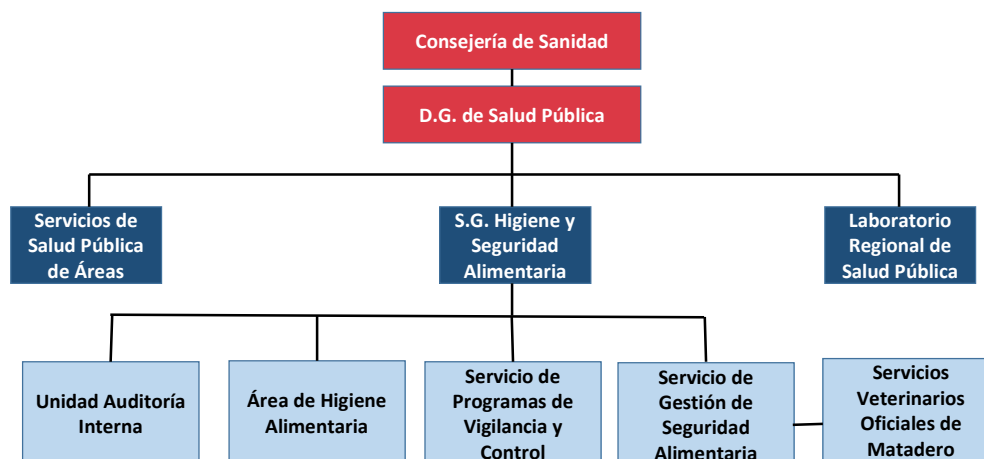 Consejería de Sanidad
D.G. de Salud Pública
Servicios de
Salud Pública
de Áreas
S.G. Higiene y
Seguridad
Alimentaria
Laboratorio
Regional de
Salud Pública
Unidad Auditoría
Interna
Área de Higiene
Alimentaria
Servicio de
Programas de
Vigilancia y
Control
Servicio de
Gestión de
Seguridad
Alimentaria
Servicios
Veterinarios
Oficiales de
Matadero